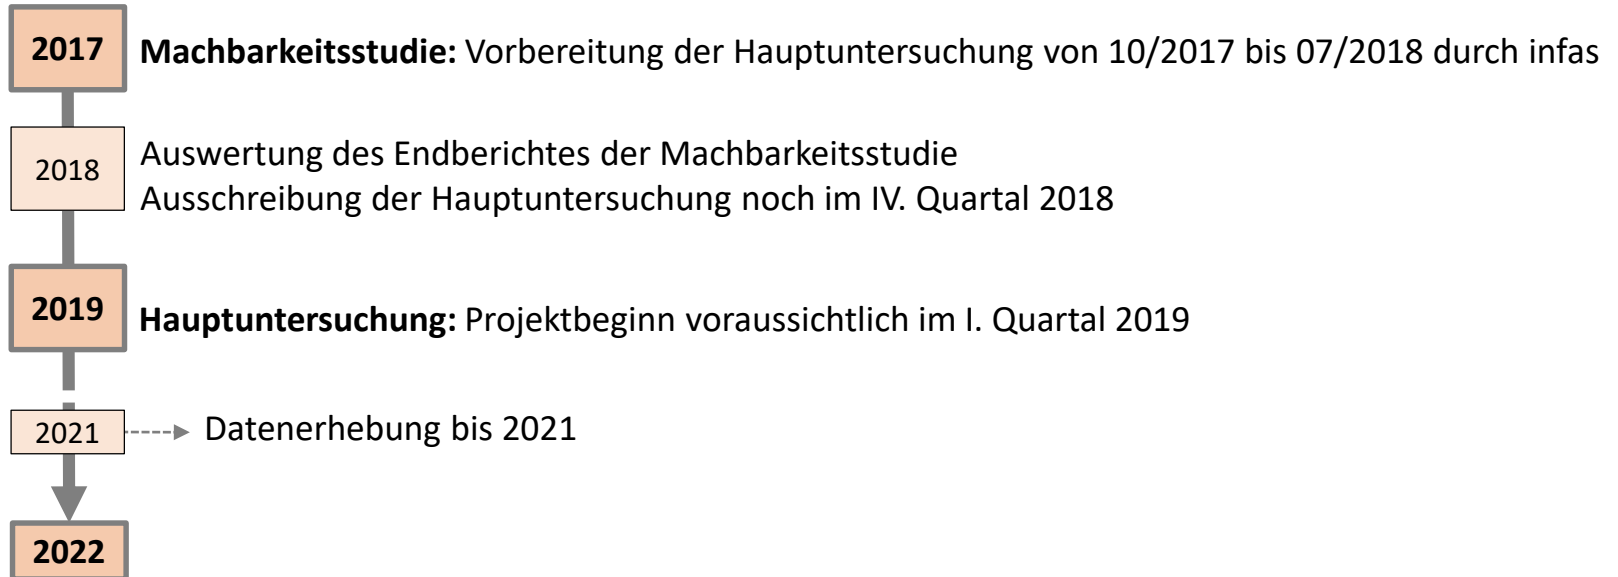 2017
Machbarkeitsstudie: Vorbereitung der Hauptuntersuchung von 10/2017 bis 07/2018 durch infas
2018
Auswertung des Endberichtes der Machbarkeitsstudie
Ausschreibung der Hauptuntersuchung noch im IV. Quartal 2018
2019
Hauptuntersuchung: Projektbeginn voraussichtlich im I. Quartal 2019
2021
Datenerhebung bis 2021
2022